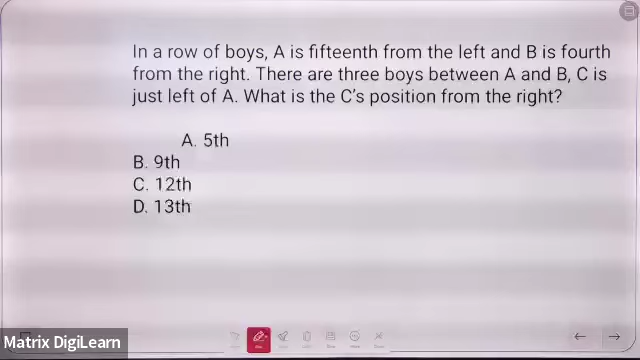 In a row of boys, A is fifteenth from the left and B is fourth
from the right. There are three boys between A and B, C is
just left of A. What is the C's position from the right?
A. 5th
B. 9th
C. 12th
D. 13th
Matrix DigiLearn